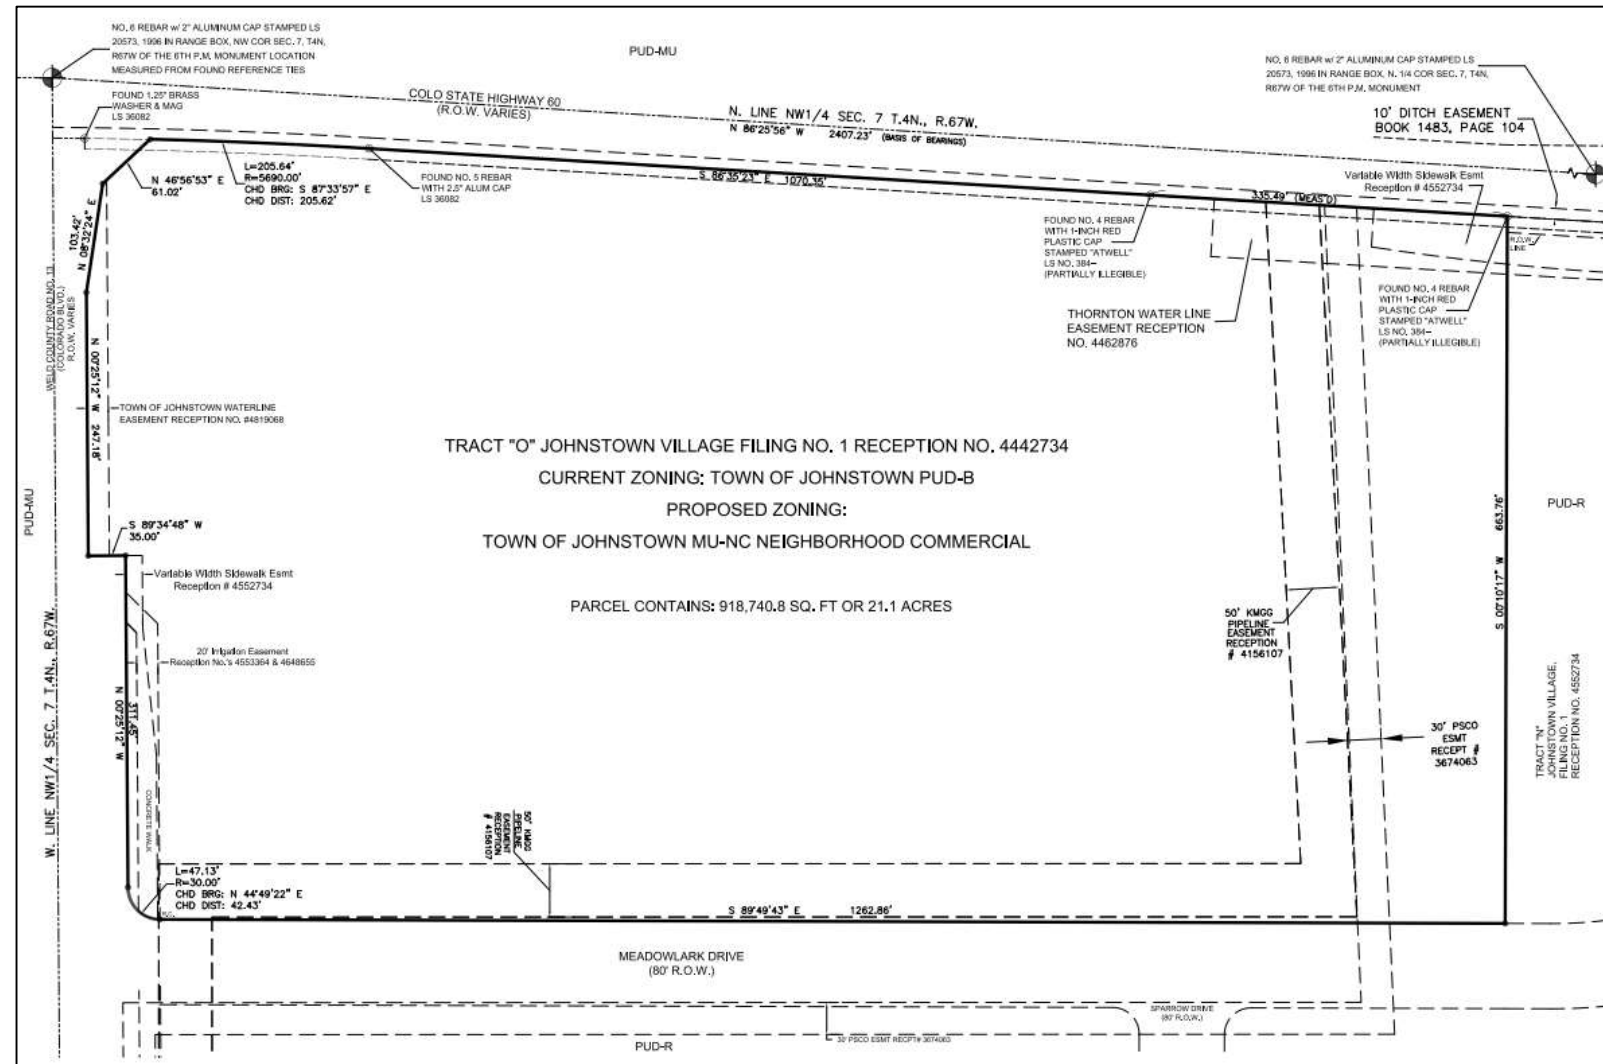 NO. 6 REBAR w/ 2" ALUMINUM CAP STAMPED LS
20573, 1996 IN RANGE BOX, NW COR SEC. 7, T4N,
R67W OF THE 6TH P.M. MONUMENT LOCATION
MEASURED FROM FOUND REFERENCE TIES
PUD-MU
NO. 6 REBAR w/ 2" ALUMINUM CAP STAMPED LS
20573, 1996 IN RANGE BOX, N. 1/4 COR SEC. 7, T4N,
R67W OF THE 6TH P.M. MONUMENT
FOUND 1.25" BRASS
WASHER & MAG
LS 36082
COLO STATE HIGHWAY 60
(R.O.W. VARIES)
N. LINE NW1/4 SEC. 7 T.4N., R.67W.
N 86°25'56" W 2407.23' (BASIS OF BEARINGS)
10' DITCH EASEMENT
BOOK 1483, PAGE 104
N 46°56'53" E
61.02'
L=205.64'
R=5690.00'
CHD BRG: S 87°33'57" E
CHD DIST: 205.62'
FOUND NO. 5 REBAR
WITH 2.5" ALUM CAP
LS 36082
S 86°35'23" E 1070.35'
335.49' (MEAS'D)
Variable Width Sidewalk Esmt
Reception # 4552734
R.O.W.
LINE
103.42'
N 08°32'24" E
FOUND NO. 4 REBAR
WITH 1-INCH RED
PLASTIC CAP
STAMPED "ATWELL"
LS NO. 384--
(PARTIALLY ILLEGIBLE)
FOUND NO. 4 REBAR
WITH 1-INCH RED
PLASTIC CAP
STAMPED "ATWELL"
LS NO. 384--
(PARTIALLY ILLEGIBLE)
THORNTON WATER LINE
EASEMENT RECEPTION
NO. 4462876
WELD COUNTY ROAD NO. 13
(COLORADO BLVD.)
R.O.W. VARIES
N 00°25'12" W 247.18'
TOWN OF JOHNSTOWN WATERLINE
EASEMENT RECEPTION NO. #4819068
TRACT "O" JOHNSTOWN VILLAGE FILING NO. 1 RECEPTION NO. 4442734
CURRENT ZONING: TOWN OF JOHNSTOWN PUD-B
PROPOSED ZONING:
TOWN OF JOHNSTOWN MU-NC NEIGHBORHOOD COMMERCIAL
PARCEL CONTAINS: 918,740.8 SQ. FT OR 21.1 ACRES
PUD-MU
PUD-R
S 89°34'48" W
35.00'
Variable Width Sidewalk Esmt
Reception # 4552734
20' Irrigation Easement
Reception No.'s 4553364 & 4648655
W. LINE NW1/4 SEC. 7 T.4N., R.67W.
311.45'
N 00°25'12" W
CONCRETE WALK
S 00°10'17" W 663.76'
50' KMGG
PIPELINE
EASEMENT
RECEPTION
# 4156107
30' PSCO
ESMT
RECEPT #
3674063
TRACT "N"
JOHNSTOWN VILLAGE,
FILING NO. 1
RECEPTION NO. 4552734
50' KMGG
PIPELINE
EASEMENT
RECEPTION
# 4156107
L=47.13'
R=30.00'
CHD BRG: N 44°49'22" E
CHD DIST: 42.43'
S 89°49'43" E 1262.86'
MEADOWLARK DRIVE
(80' R.O.W.)
SPARROW DRIVE
(60' R.O.W.)
30' PSCO ESMT RECPT# 3674063
PUD-R